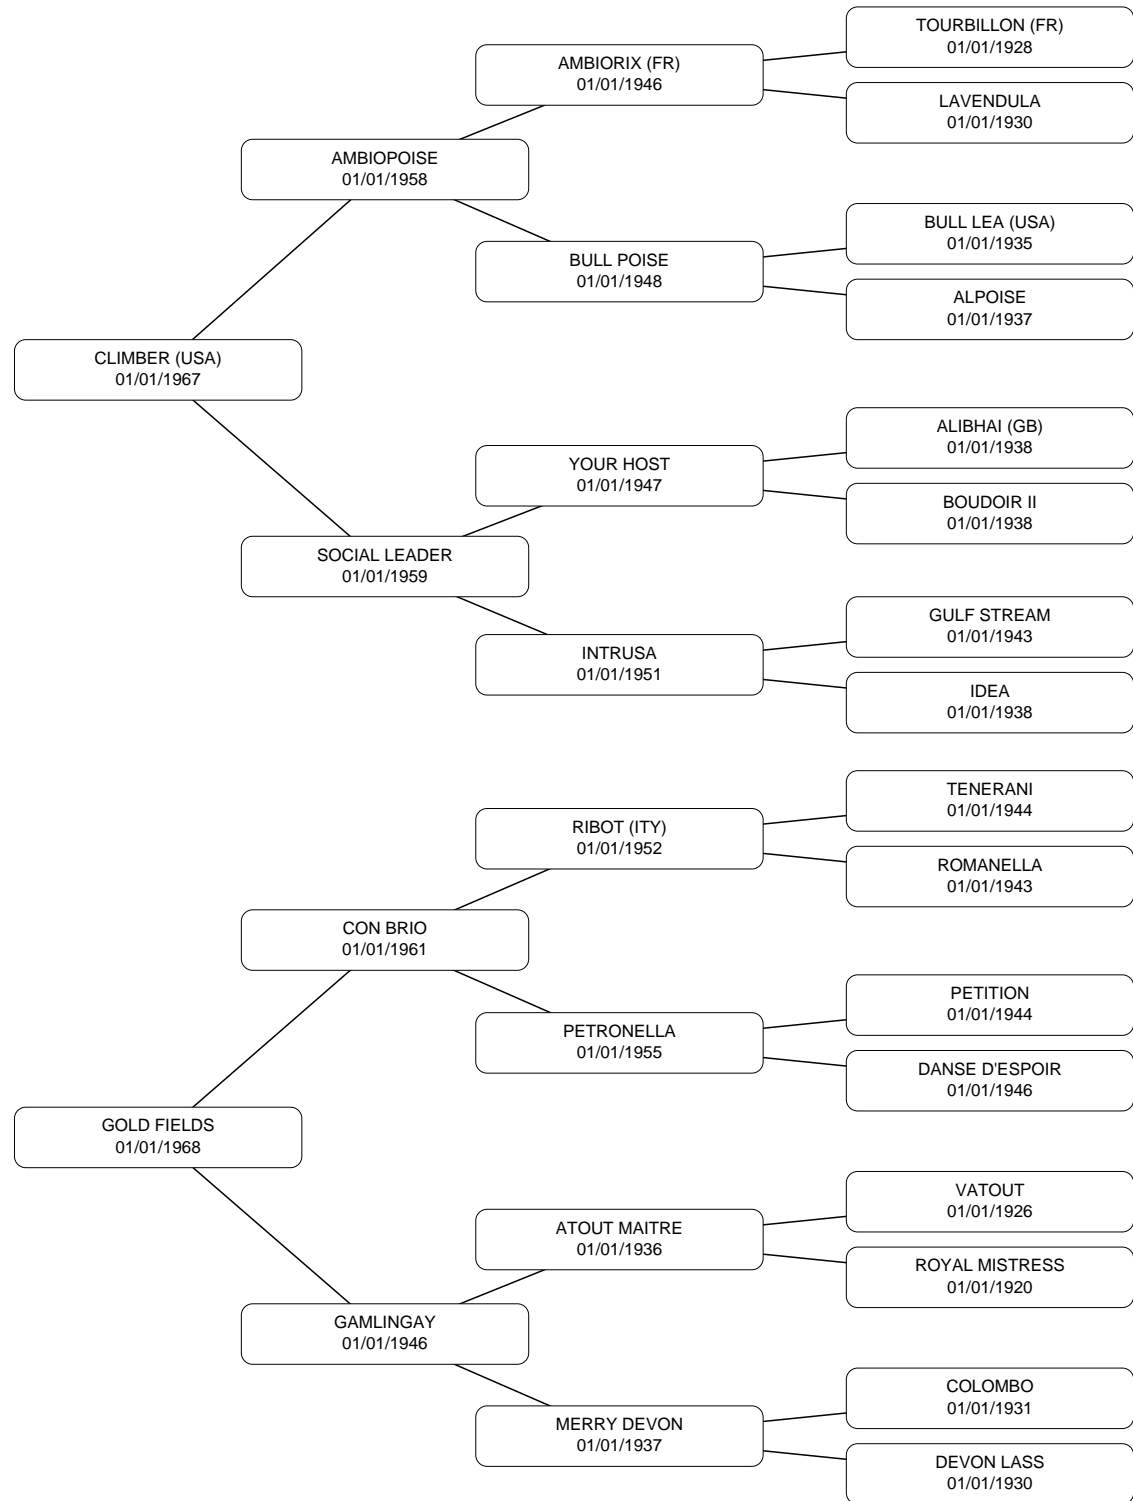 TOURBILLON (FR)
01/01/1928
AMBIORIX (FR)
01/01/1946
LAVENDULA
01/01/1930
AMBIOPOISE
01/01/1958
BULL LEA (USA)
01/01/1935
BULL POISE
01/01/1948
ALPOISE
01/01/1937
CLIMBER (USA)
01/01/1967
ALIBHAI (GB)
01/01/1938
YOUR HOST
01/01/1947
BOUDOIR II
01/01/1938
SOCIAL LEADER
01/01/1959
GULF STREAM
01/01/1943
INTRUSA
01/01/1951
IDEA
01/01/1938
TENERANI
01/01/1944
RIBOT (ITY)
01/01/1952
ROMANELLA
01/01/1943
CON BRIO
01/01/1961
PETITION
01/01/1944
PETRONELLA
01/01/1955
DANSE D'ESPOIR
01/01/1946
GOLD FIELDS
01/01/1968
VATOUT
01/01/1926
ATOUT MAITRE
01/01/1936
ROYAL MISTRESS
01/01/1920
GAMLINGAY
01/01/1946
COLOMBO
01/01/1931
MERRY DEVON
01/01/1937
DEVON LASS
01/01/1930